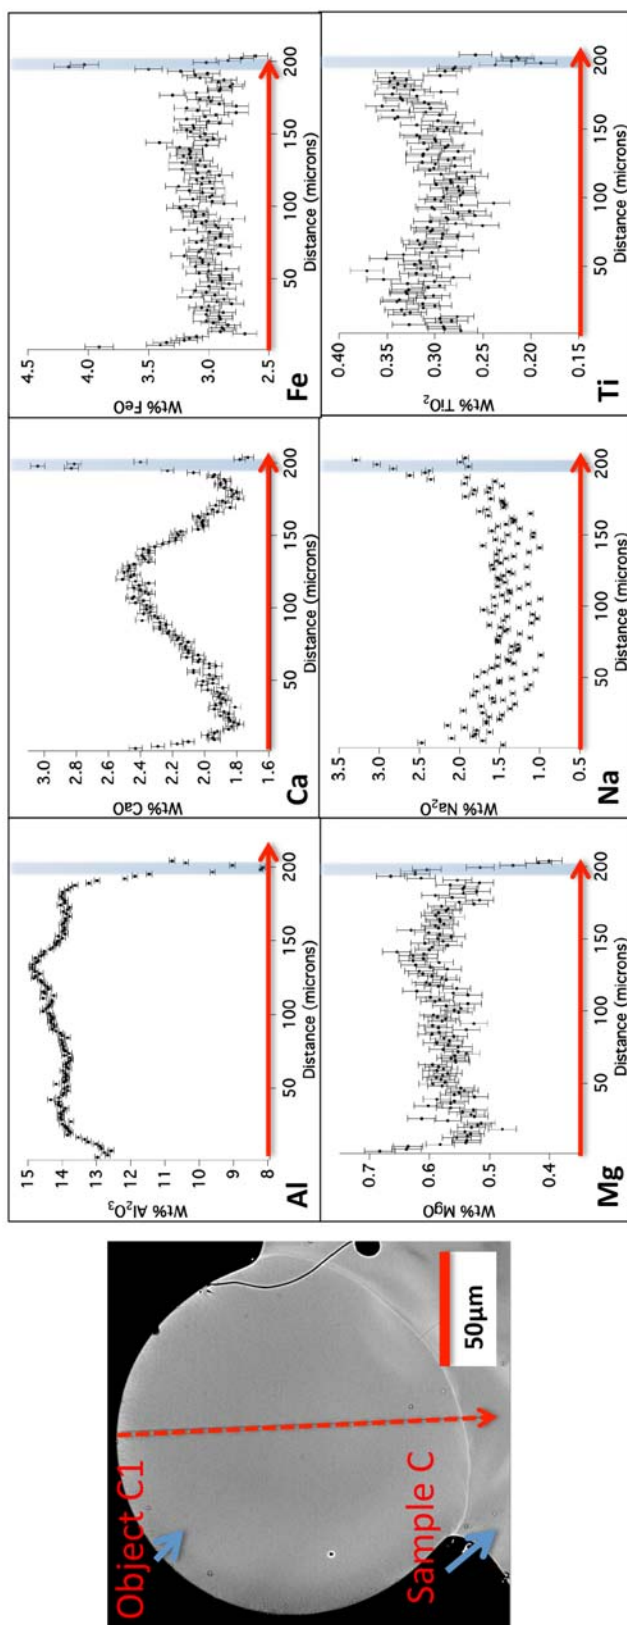 Object C1
Sample C
50µm
Wt% Al₂O₃
15
14
13
12
11
10
9
8
50
100
150
200
Distance (microns)
Al
Wt% CaO
3.0
2.8
2.6
2.4
2.2
2.0
1.8
1.6
50
100
150
200
Distance (microns)
Ca
Wt% FeO
4.5
4.0
3.5
3.0
2.5
50
100
150
200
Distance (microns)
Fe
Wt% MgO
0.7
0.6
0.5
0.4
50
100
150
200
Distance (microns)
Mg
Wt% Na₂O
3.5
3.0
2.5
2.0
1.5
1.0
0.5
50
100
150
200
Distance (microns)
Na
Wt% TiO₂
0.40
0.35
0.30
0.25
0.20
0.15
50
100
150
200
Distance (microns)
Ti